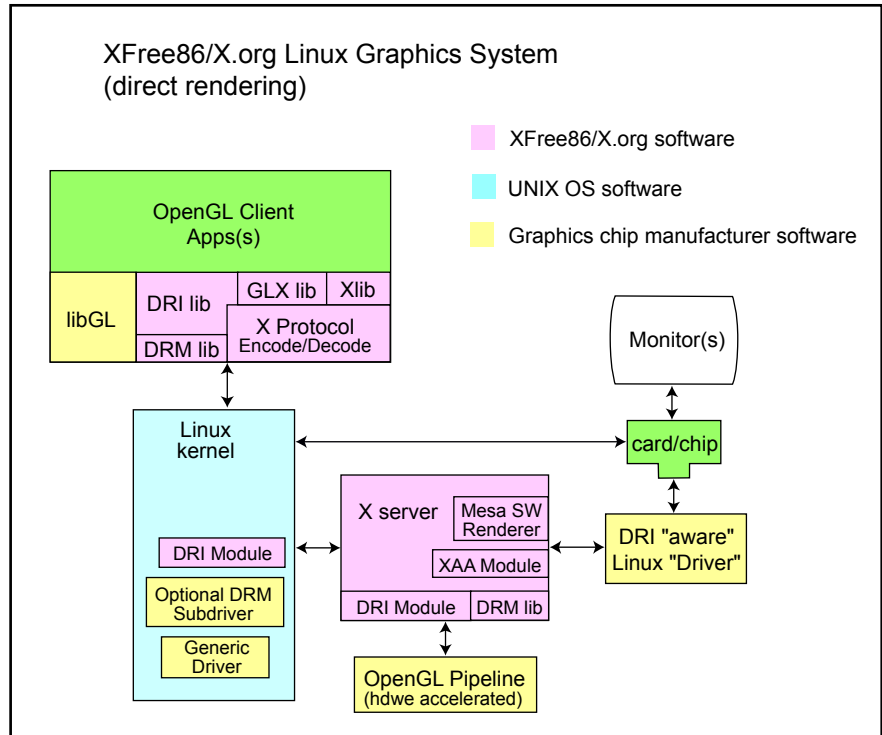 XFree86/X.org Linux Graphics System
(direct rendering)
XFree86/X.org software
UNIX OS software
Graphics chip manufacturer software
OpenGL Client
Apps(s)
libGL
DRI lib
GLX lib
Xlib
DRM lib
X Protocol
Encode/Decode
Monitor(s)
Linux
kernel
card/chip
X server
Mesa SW
Renderer
DRI "aware"
Linux "Driver"
DRI Module
XAA Module
Optional DRM
Subdriver
DRI Module
DRM lib
Generic
Driver
OpenGL Pipeline
(hdwe accelerated)